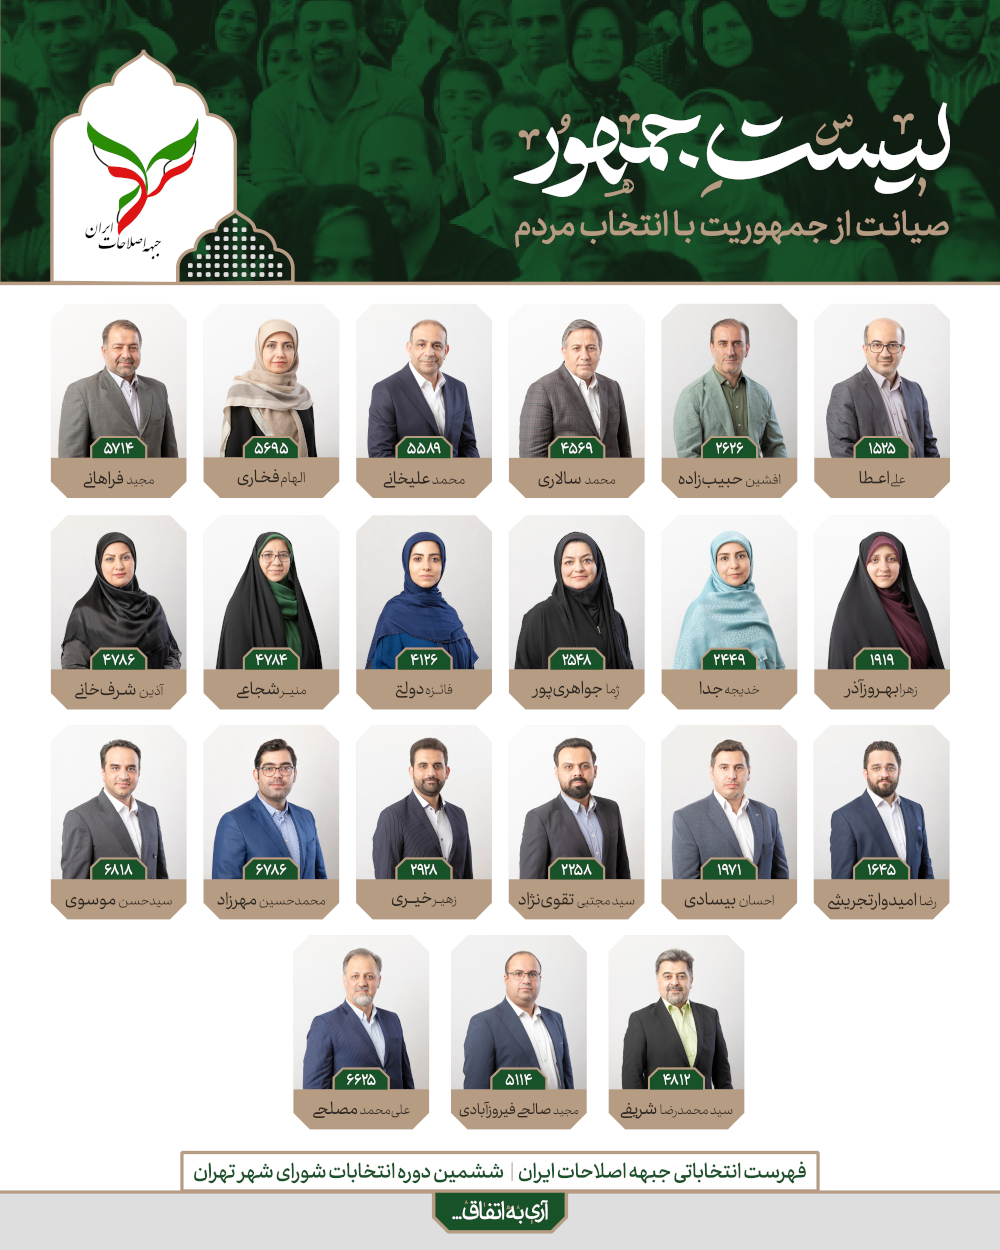 لیستِ جمهور
صیانت از جمهوریت با انتخاب مردم
جبهه اصلاحات ایران
۱۵۲۵
علی اعطا
۲۶۲۶
افشین حبیب‌زاده
۴۵۶۹
محمد سالاری
۵۵۸۹
محمد علیخانی
۵۶۹۵
الهام فخاری
۵۷۱۴
مجید فراهانی
۱۹۱۹
زهرا بهروزآذر
۲۴۴۹
خدیجه جدا
۲۵۴۸
ژما جواهری‌پور
۴۱۲۶
فائزه دولتی
۴۷۸۴
منیر شجاعی
۴۷۸۶
آذین شرف‌خانی
۱۶۴۵
رضا امیدوارتجریشی
۱۹۷۱
احسان بیسادی
۲۲۵۸
سید مجتبی تقوی‌نژاد
۲۹۲۸
زهیر خیری
۶۷۸۶
محمدحسین مهرزاد
۶۸۱۸
سیدحسن موسوی
۴۸۱۲
سید محمدرضا شریفی
۵۱۱۴
مجید صالحی فیروزآبادی
۶۶۲۵
علی‌محمد مصلحی
فهرست انتخاباتی جبهه اصلاحات ایران | ششمین دوره انتخابات شورای شهر تهران
آری به اتفاق...